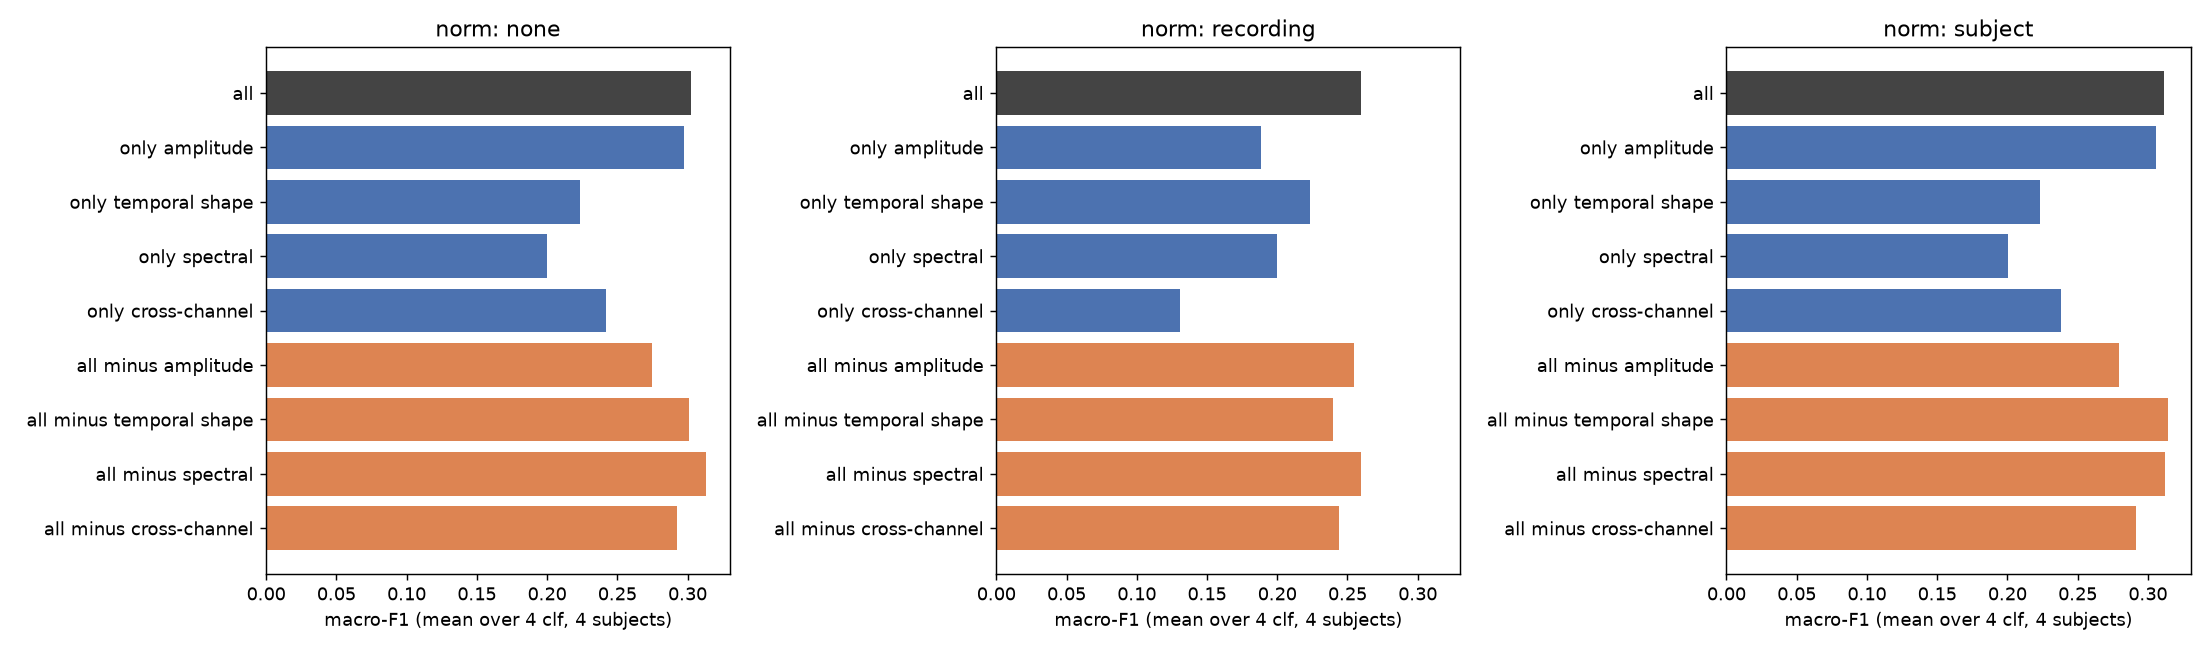 norm: none
all
only amplitude
only temporal shape
only spectral
only cross-channel
all minus amplitude
all minus temporal shape
all minus spectral
all minus cross-channel
0.00 0.05 0.10 0.15 0.20 0.25 0.30
macro-F1 (mean over 4 clf, 4 subjects)
norm: recording
all
only amplitude
only temporal shape
only spectral
only cross-channel
all minus amplitude
all minus temporal shape
all minus spectral
all minus cross-channel
0.00 0.05 0.10 0.15 0.20 0.25 0.30
macro-F1 (mean over 4 clf, 4 subjects)
norm: subject
all
only amplitude
only temporal shape
only spectral
only cross-channel
all minus amplitude
all minus temporal shape
all minus spectral
all minus cross-channel
0.00 0.05 0.10 0.15 0.20 0.25 0.30
macro-F1 (mean over 4 clf, 4 subjects)